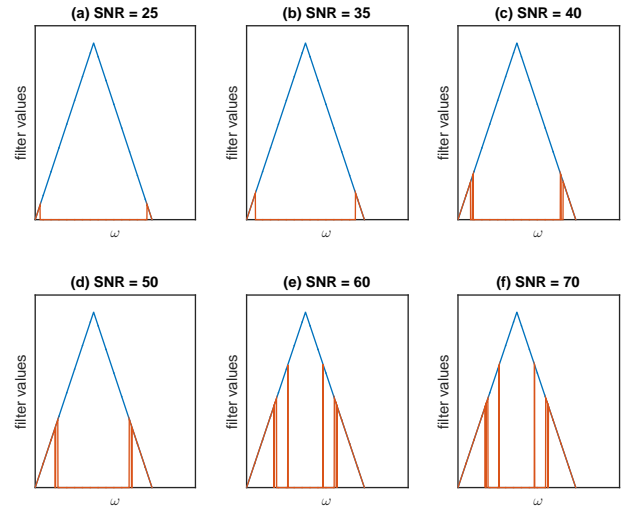 (a) SNR = 25
filter values
ω
(b) SNR = 35
filter values
ω
(c) SNR = 40
filter values
ω
(d) SNR = 50
filter values
ω
(e) SNR = 60
filter values
ω
(f) SNR = 70
filter values
ω